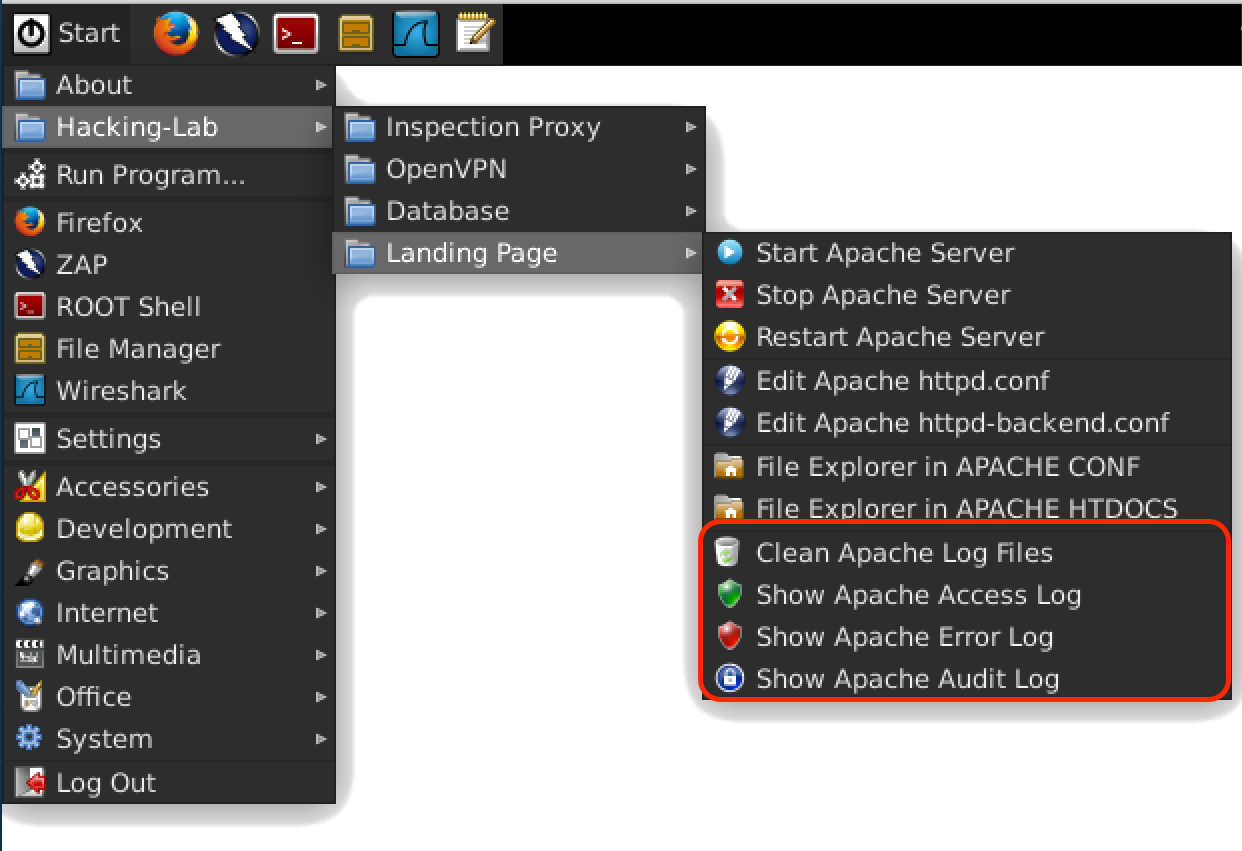 Start
About
Hacking-Lab
Run Program...
Firefox
ZAP
ROOT Shell
File Manager
Wireshark
Settings
Accessories
Development
Graphics
Internet
Multimedia
Office
System
Log Out
Inspection Proxy
OpenVPN
Database
Landing Page
Start Apache Server
Stop Apache Server
Restart Apache Server
Edit Apache httpd.conf
Edit Apache httpd-backend.conf
File Explorer in APACHE CONF
File Explorer in APACHE HTDOCS
Clean Apache Log Files
Show Apache Access Log
Show Apache Error Log
Show Apache Audit Log